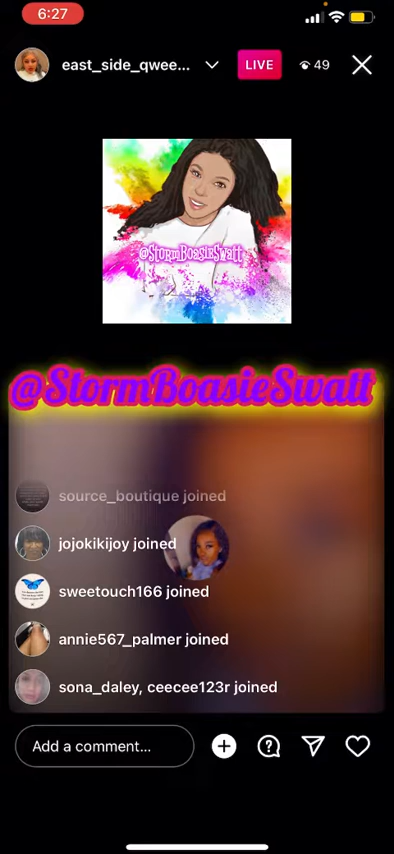 6:27
east_side_qwee...
LIVE
49
@StormBoasieSwatt
@StormBoasieSwatt
source_boutique joined
jojokikijoy joined
sweetouch166 joined
annie567_palmer joined
sona_daley, ceecee123r joined
Add a comment...